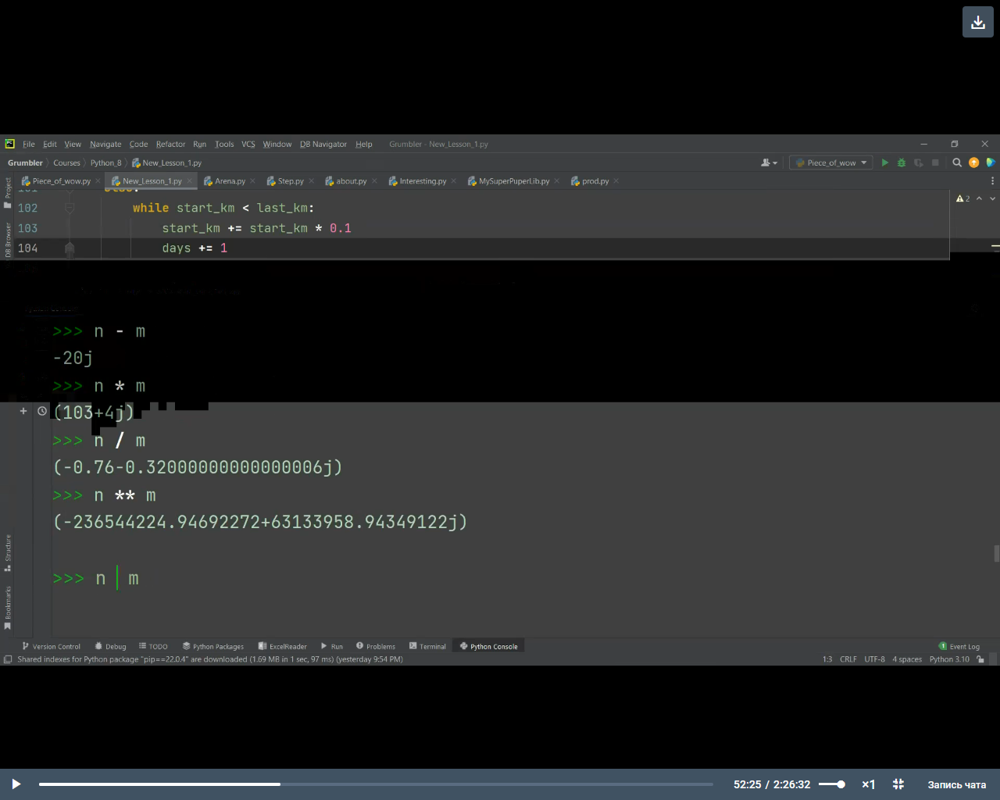 File Edit View Navigate Code Refactor Run Tools VCS Window DB Navigator Help Grumbler - New_Lesson_1.py
Grumbler Courses Python_8 New_Lesson_1.py Piece_of_wow
Piece_of_wow.py New_Lesson_1.py Arena.py Step.py about.py Interesting.py MySuperPuperLib.py prod.py
Project
DB Browser
102 while start_km < last_km:
2
103 start_km += start_km * 0.1
104 days += 1
>>> n - m
-20j
>>> n * m
(103+4j)
>>> n / m
(-0.76-0.32000000000000006j)
>>> n ** m
(-236544224.94692272+63133958.94349122j)
>>> n m
Structure
Bookmarks
Version Control Debug TODO Python Packages ExcelReader Run Problems Terminal Python Console 1 Event Log
Shared indexes for Python package "pip==22.0.4" are downloaded (1.69 MB in 1 sec, 97 ms) (yesterday 9:54 PM) 1:3 CRLF UTF-8 4 spaces Python 3.10
52:25 / 2:26:32 ×1 Запись чата